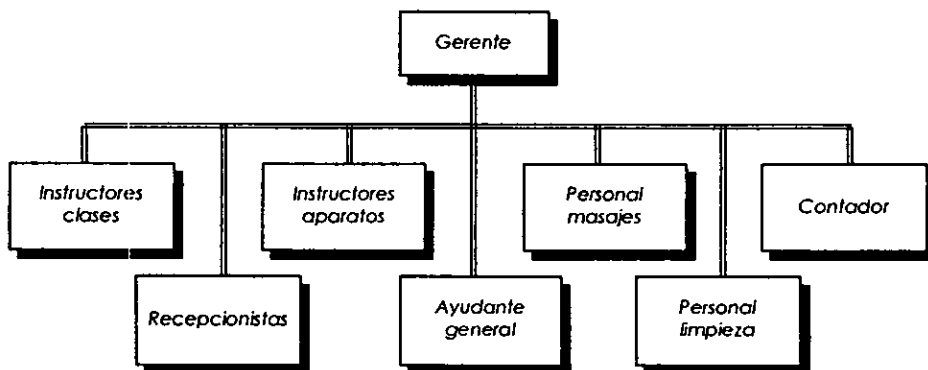 Gerente
Instructores
clases
Instructores
aparatos
Personal
masajes
Contador
Recepcionistas
Ayudante
general
Personal
limpieza